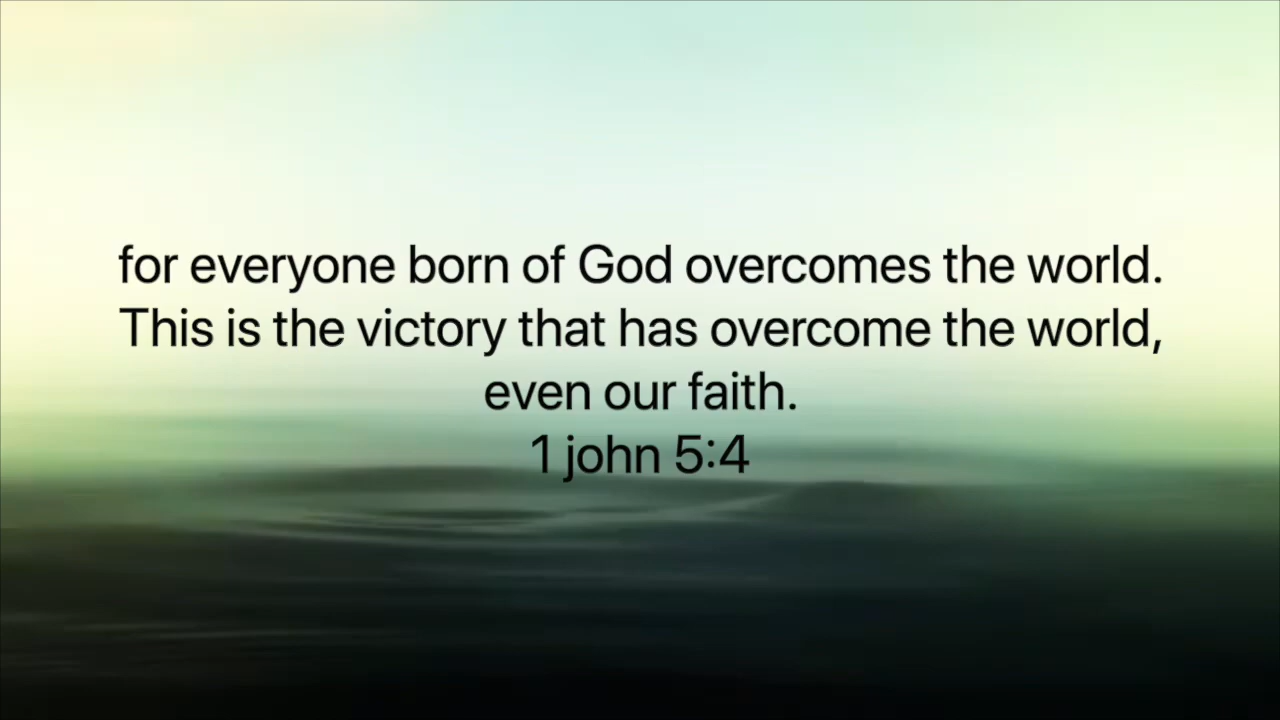 for everyone born of God overcomes the world.
This is the victory that has overcome the world,
even our faith.
1 john 5:4